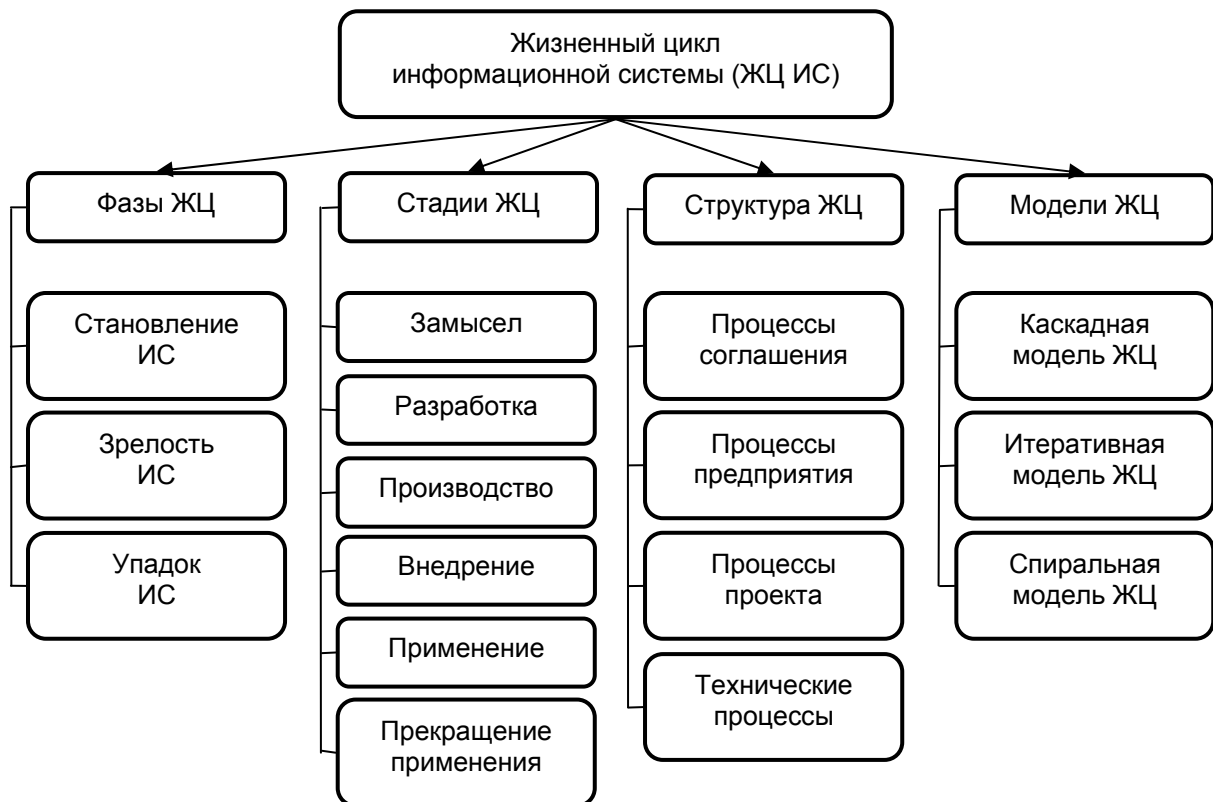 Жизненный цикл
информационной системы (ЖЦ ИС)
Фазы ЖЦ
Становление
ИС
Зрелость
ИС
Упадок
ИС
Стадии ЖЦ
Замысел
Разработка
Производство
Внедрение
Применение
Прекращение
применения
Структура ЖЦ
Процессы
соглашения
Процессы
предприятия
Процессы
проекта
Технические
процессы
Модели ЖЦ
Каскадная
модель ЖЦ
Итеративная
модель ЖЦ
Спиральная
модель ЖЦ